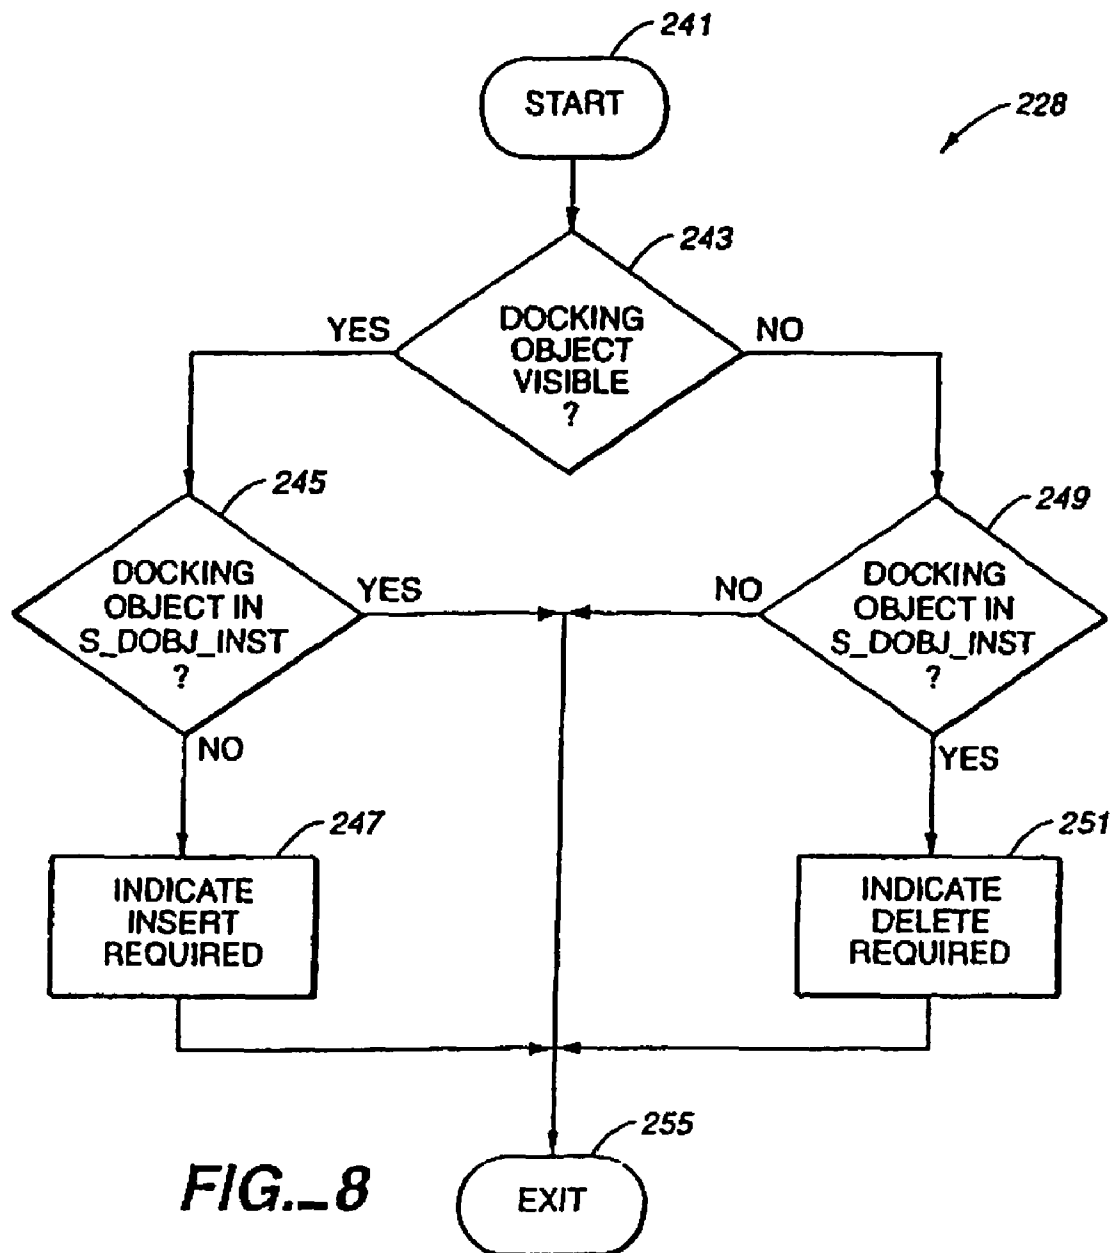 241
START
228
243
DOCKING
OBJECT
VISIBLE
?
YES
NO
245
DOCKING
OBJECT IN
S_DOBJ_INST
?
YES
NO
249
DOCKING
OBJECT IN
S_DOBJ_INST
?
NO
YES
247
INDICATE
INSERT
REQUIRED
251
INDICATE
DELETE
REQUIRED
255
EXIT
FIG._8